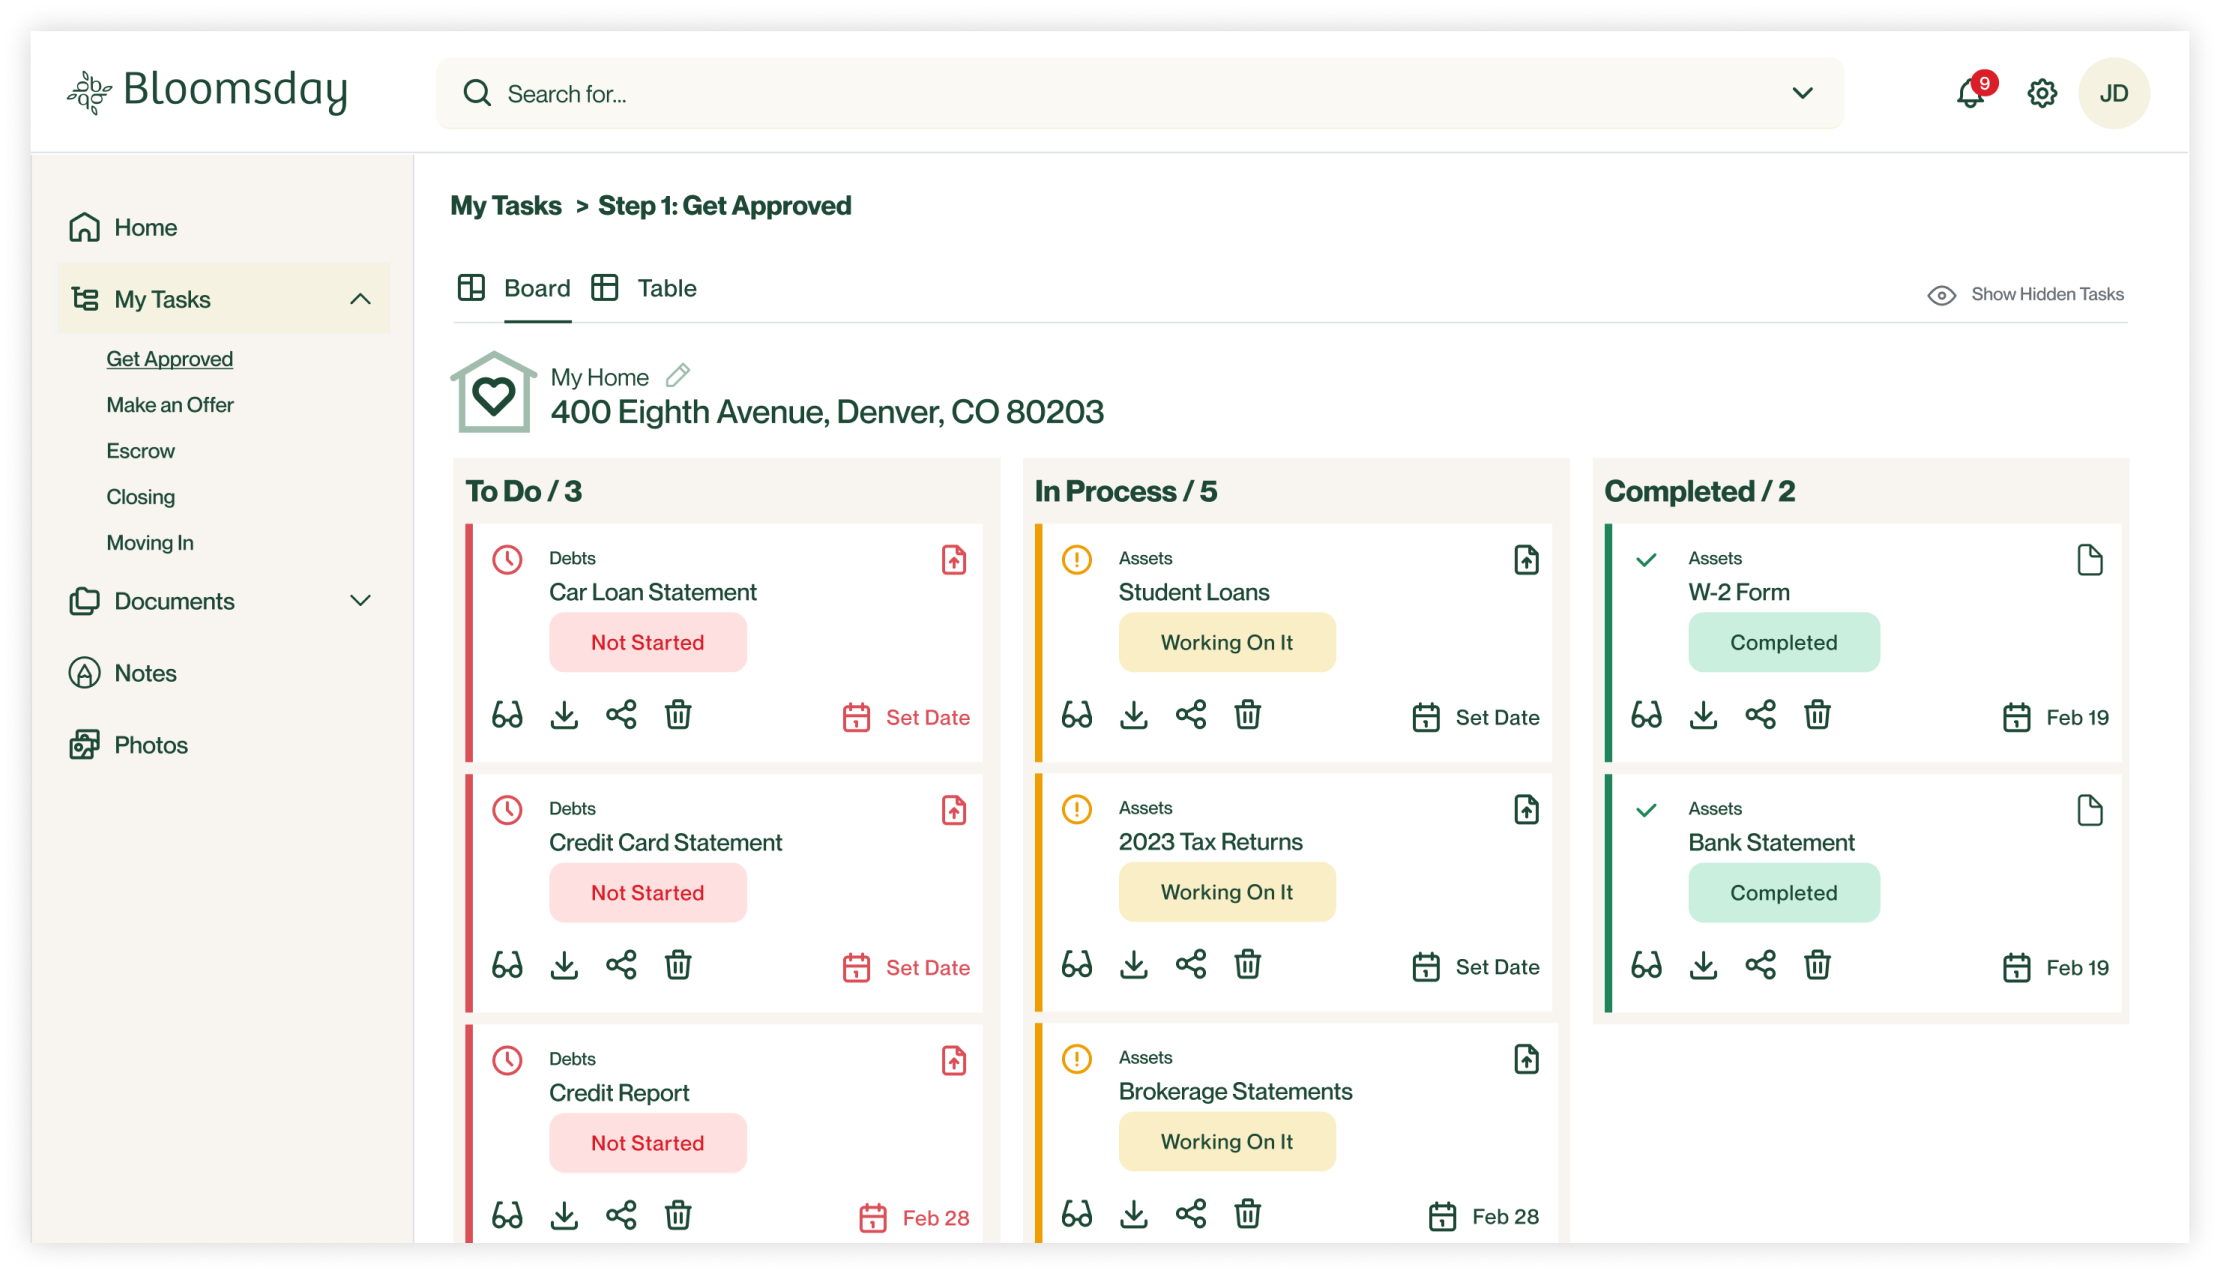 Bloomsday
Search for...
9
JD
Home
My Tasks
Get Approved
Make an Offer
Escrow
Closing
Moving In
Documents
Notes
Photos
My Tasks > Step 1: Get Approved
Board
Table
Show Hidden Tasks
My Home
400 Eighth Avenue, Denver, CO 80203
To Do / 3
Debts
Car Loan Statement
Not Started
Set Date
Debts
Credit Card Statement
Not Started
Set Date
Debts
Credit Report
Not Started
Feb 28
In Process / 5
Assets
Student Loans
Working On It
Set Date
Assets
2023 Tax Returns
Working On It
Set Date
Assets
Brokerage Statements
Working On It
Feb 28
Completed / 2
Assets
W-2 Form
Completed
Feb 19
Assets
Bank Statement
Completed
Feb 19